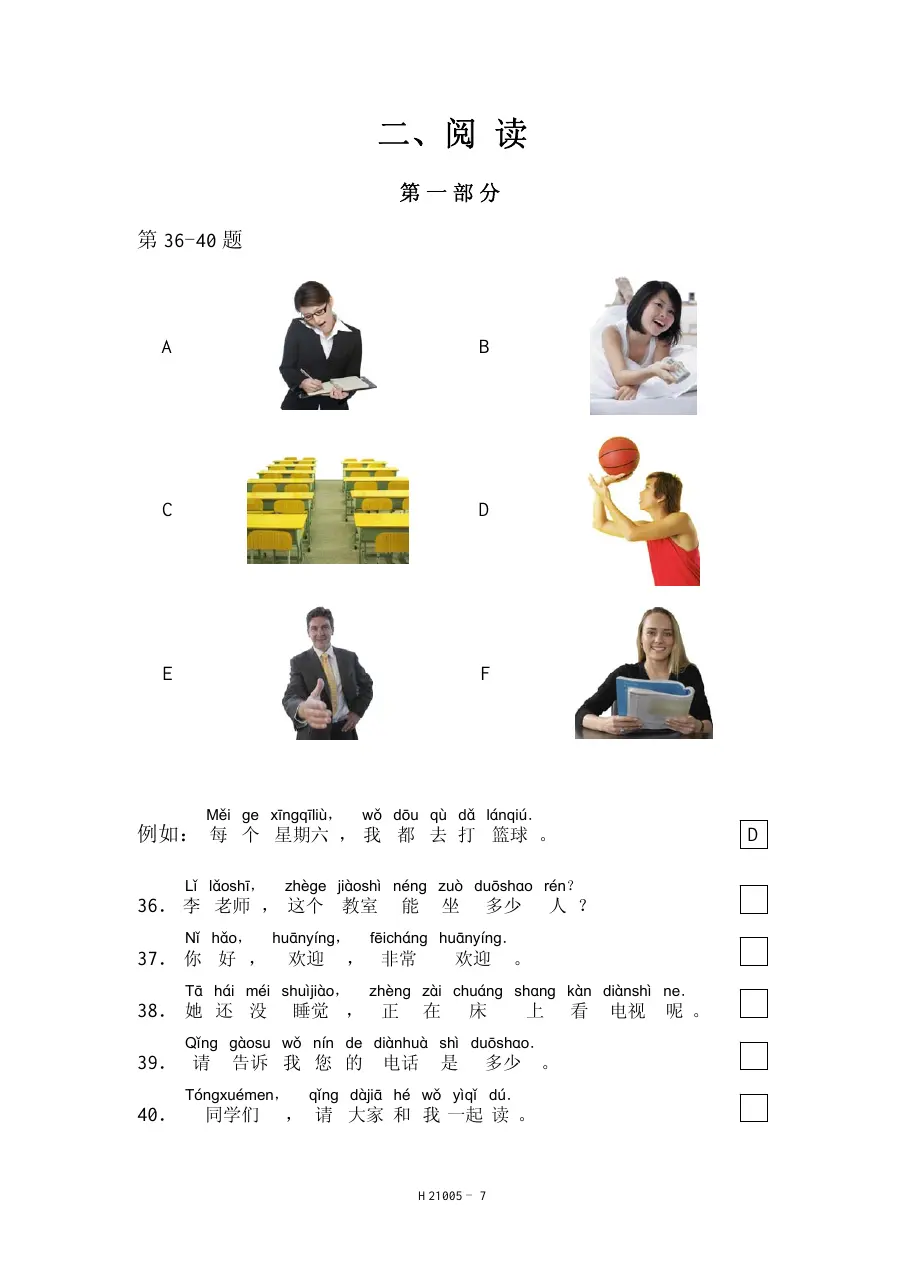 二、阅 读
第一部分
第 36-40 题
A
B
C
D
E
F
Měi ge xīngqīliù, wǒ dōu qù dǎ lánqiú.
例如: 每 个 星期六 , 我 都 去 打 篮球 。
D
Lǐ lǎoshī, zhège jiàoshì néng zuò duōshao rén?
36. 李 老师 , 这个 教室 能 坐 多少 人 ?
Nǐ hǎo, huānyíng, fēicháng huānyíng.
37. 你 好 , 欢迎 , 非常 欢迎 。
Tā hái méi shuìjiào, zhèng zài chuáng shang kàn diànshì ne.
38. 她 还 没 睡觉 , 正 在 床 上 看 电视 呢 。
Qǐng gàosu wǒ nín de diànhuà shì duōshao.
39. 请 告诉 我 您 的 电话 是 多少 。
Tóngxuémen, qǐng dàjiā hé wǒ yìqǐ dú.
40. 同学们 , 请 大家 和 我 一起 读 。
H21005 - 7